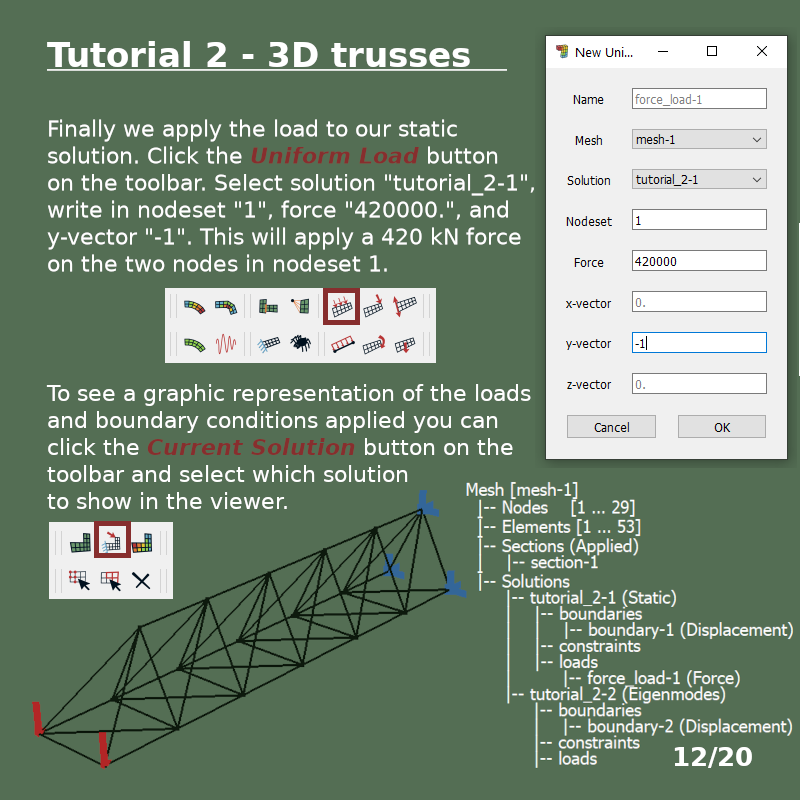 Tutorial 2 - 3D trusses
Finally we apply the load to our static
solution. Click the Uniform Load button
on the toolbar. Select solution "tutorial_2-1",
write in nodeset "1", force "420000.", and
y-vector "-1". This will apply a 420 kN force
on the two nodes in nodeset 1.
To see a graphic representation of the loads
and boundary conditions applied you can
click the Current Solution button on the
toolbar and select which solution
to show in the viewer.
New Uni...
Name force_load-1
Mesh mesh-1
Solution tutorial_2-1
Nodeset 1
Force 420000
x-vector 0.
y-vector -1
z-vector 0.
Cancel OK
Mesh [mesh-1]
|-- Nodes [1 ... 29]
|-- Elements [1 ... 53]
|-- Sections (Applied)
| |-- section-1
|-- Solutions
|-- tutorial_2-1 (Static)
| |-- boundaries
| | |-- boundary-1 (Displacement)
| |-- constraints
| |-- loads
| |-- force_load-1 (Force)
|-- tutorial_2-2 (Eigenmodes)
|-- boundaries
| |-- boundary-2 (Displacement)
|-- constraints
|-- loads
12/20